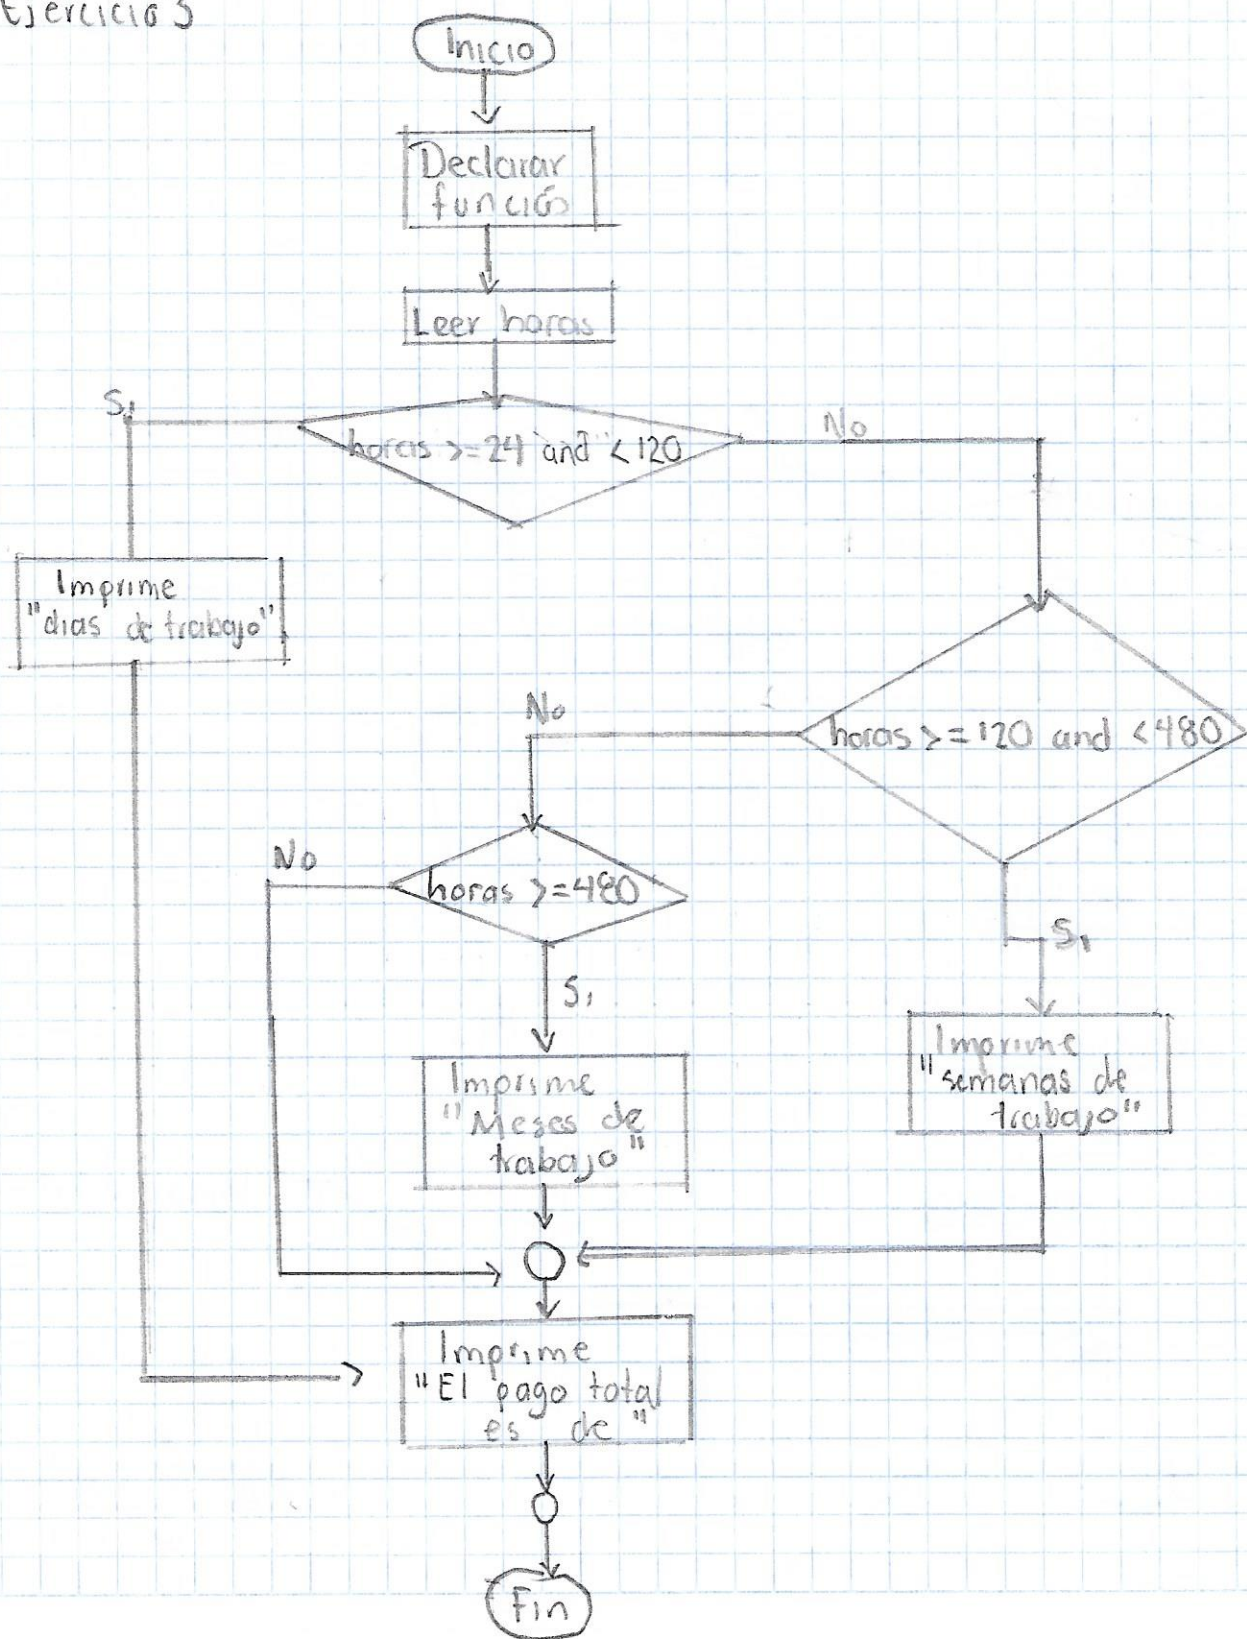 Ejercicio 3
Inicio
Declarar
función
Leer horas
Si
horas >=24 and <120
No
Imprime
"dias de trabajo"
No
horas >=120 and <480
No
horas >=480
Si
Si
Imprime
"Meses de
trabajo"
Imprime
"semanas de
trabajo"
Imprime
"El pago total
es de"
Fin